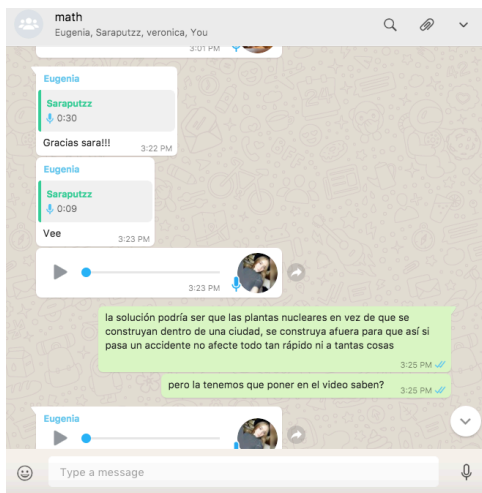 math
Eugenia, Saraputzz, veronica, You
3:01 PM
Eugenia
Saraputzz
0:30
Gracias sara!!!
3:22 PM
Eugenia
Saraputzz
0:09
Vee
3:23 PM
3:23 PM
la solución podría ser que las plantas nucleares en vez de que se
construyan dentro de una ciudad, se construya afuera para que así si
pasa un accidente no afecte todo tan rápido ni a tantas cosas
3:25 PM
pero la tenemos que poner en el video saben?
3:25 PM
Eugenia
Type a message